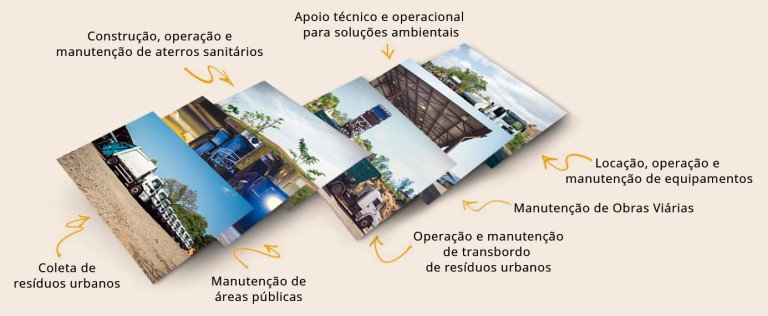 Apoio técnico e operacional
para soluções ambientais
Construção, operação e
manutenção de aterros sanitários
Locação, operação e
manutenção de equipamentos
Manutenção de Obras Viárias
Operação e manutenção
de transbordo
de resíduos urbanos
Coleta de
resíduos urbanos
Manutenção de
áreas públicas